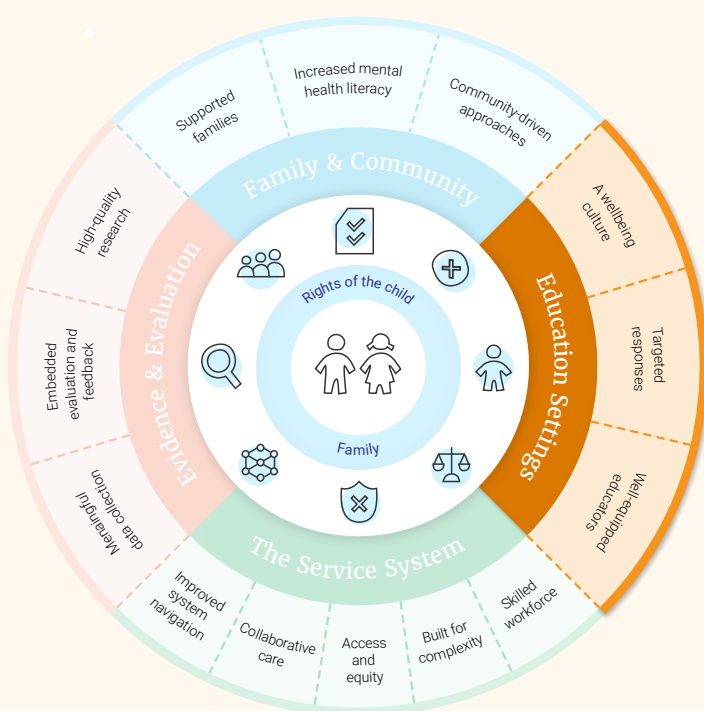 Supported
families
Increased mental
health literacy
Community-driven
approaches
Family & Community
A wellbeing
culture
Targeted
responses
Well-equipped
educators
Education Settings
Skilled
workforce
Built for
complexity
Access
and
equity
Collaborative
care
Improved
system
navigation
The Service System
Meaningful
data collection
Embedded
evaluation and
feedback
High-quality
research
Evidence & Evaluation
Rights of the child
Family